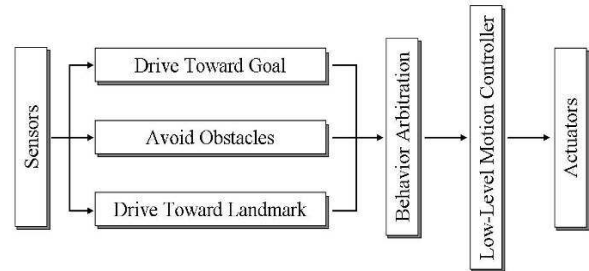 Sensors
Drive Toward Goal
Avoid Obstacles
Drive Toward Landmark
Behavior Arbitration
Low-Level Motion Controller
Actuators